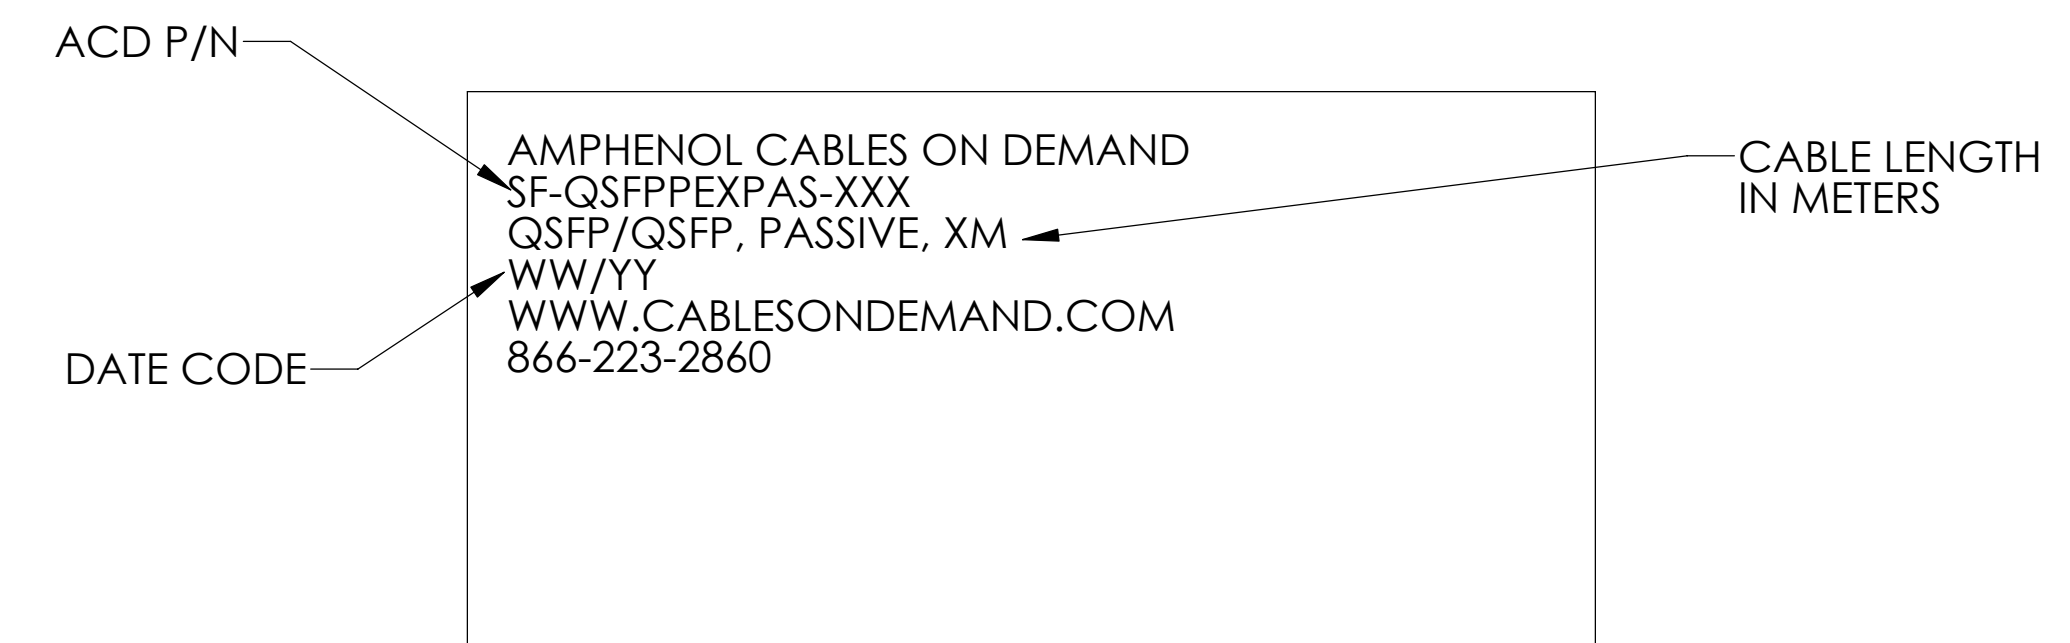 ACD P/N
AMPHENOL CABLES ON DEMAND
SF-QSFPPEXPAS-XXX
QSFP/QSFP, PASSIVE, XM
WW/YY
WWW.CABLESONDEMAND.COM
866-223-2860
CABLE LENGTH
IN METERS
DATE CODE